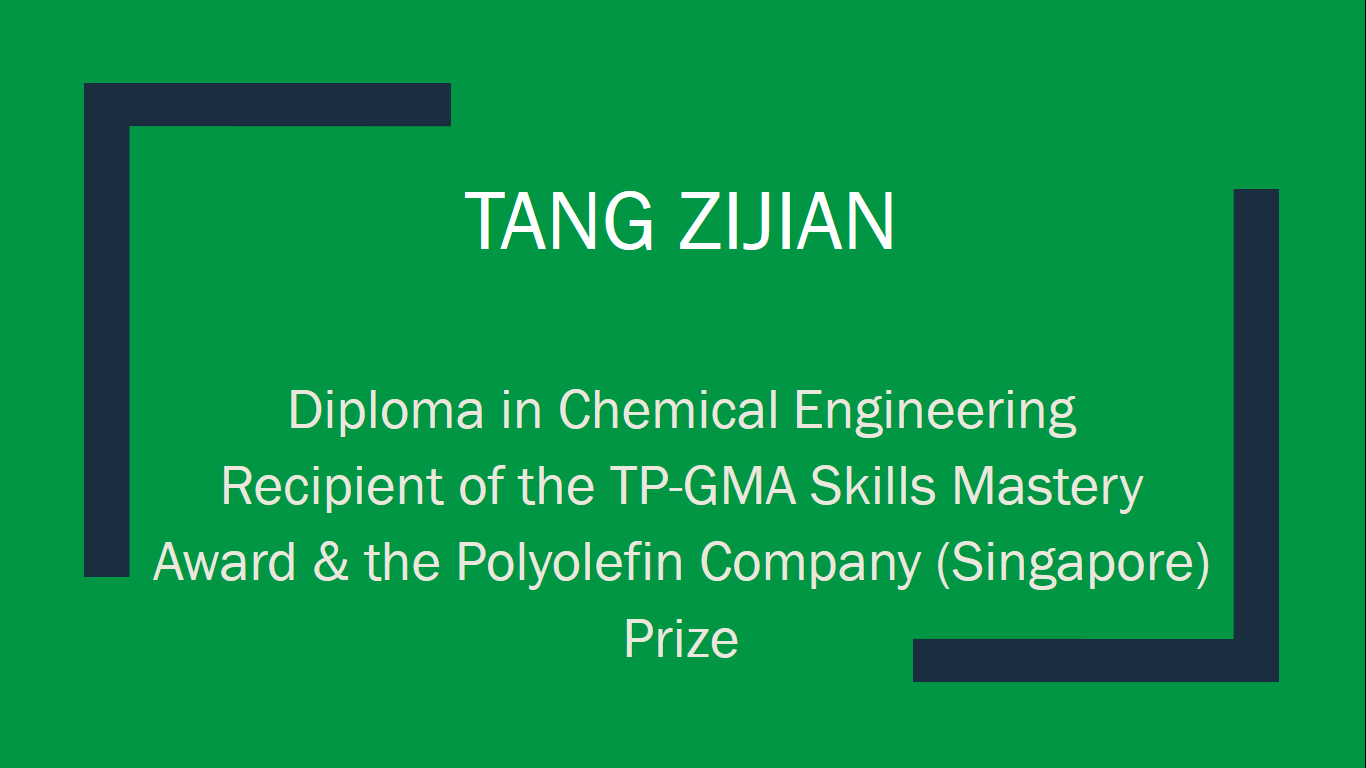 TANG ZIJIAN
Diploma in Chemical Engineering
Recipient of the TP-GMA Skills Mastery
Award & the Polyolefin Company (Singapore)
Prize